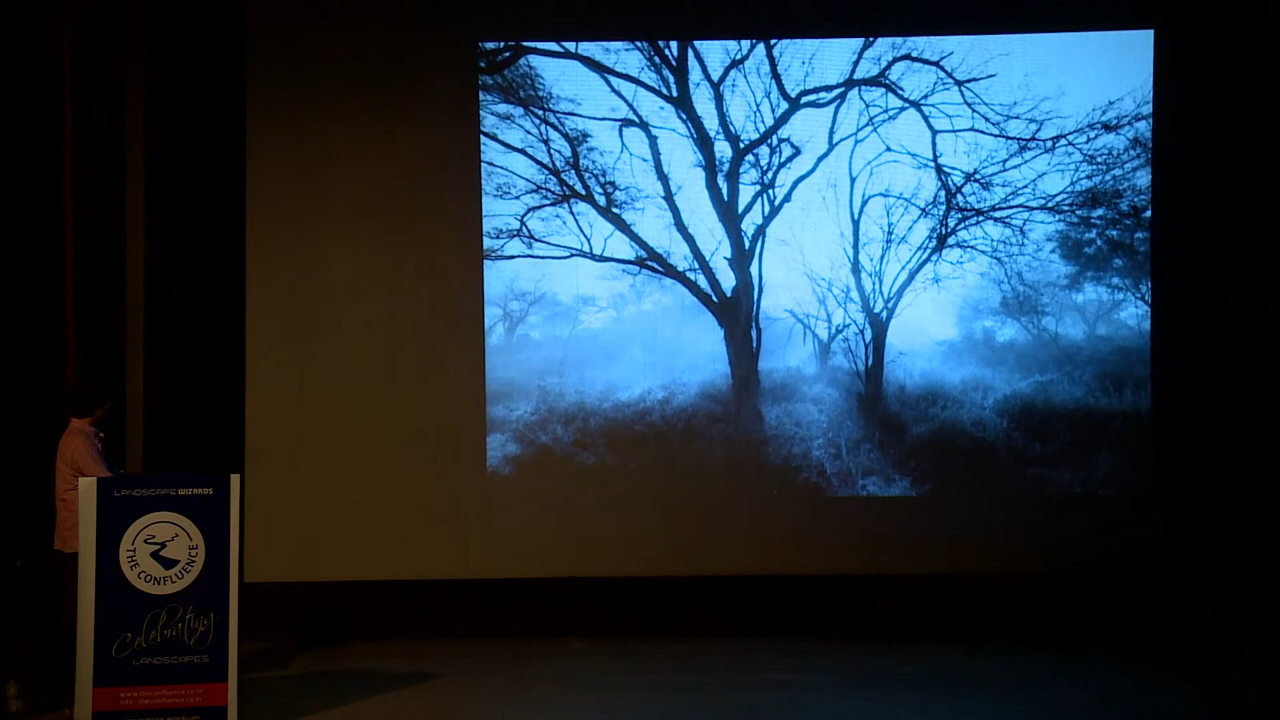 LANDSCAPE WIZARDS
THE CONFLUENCE
Celebrating
LANDSCAPES
www.theconfluence.co.in